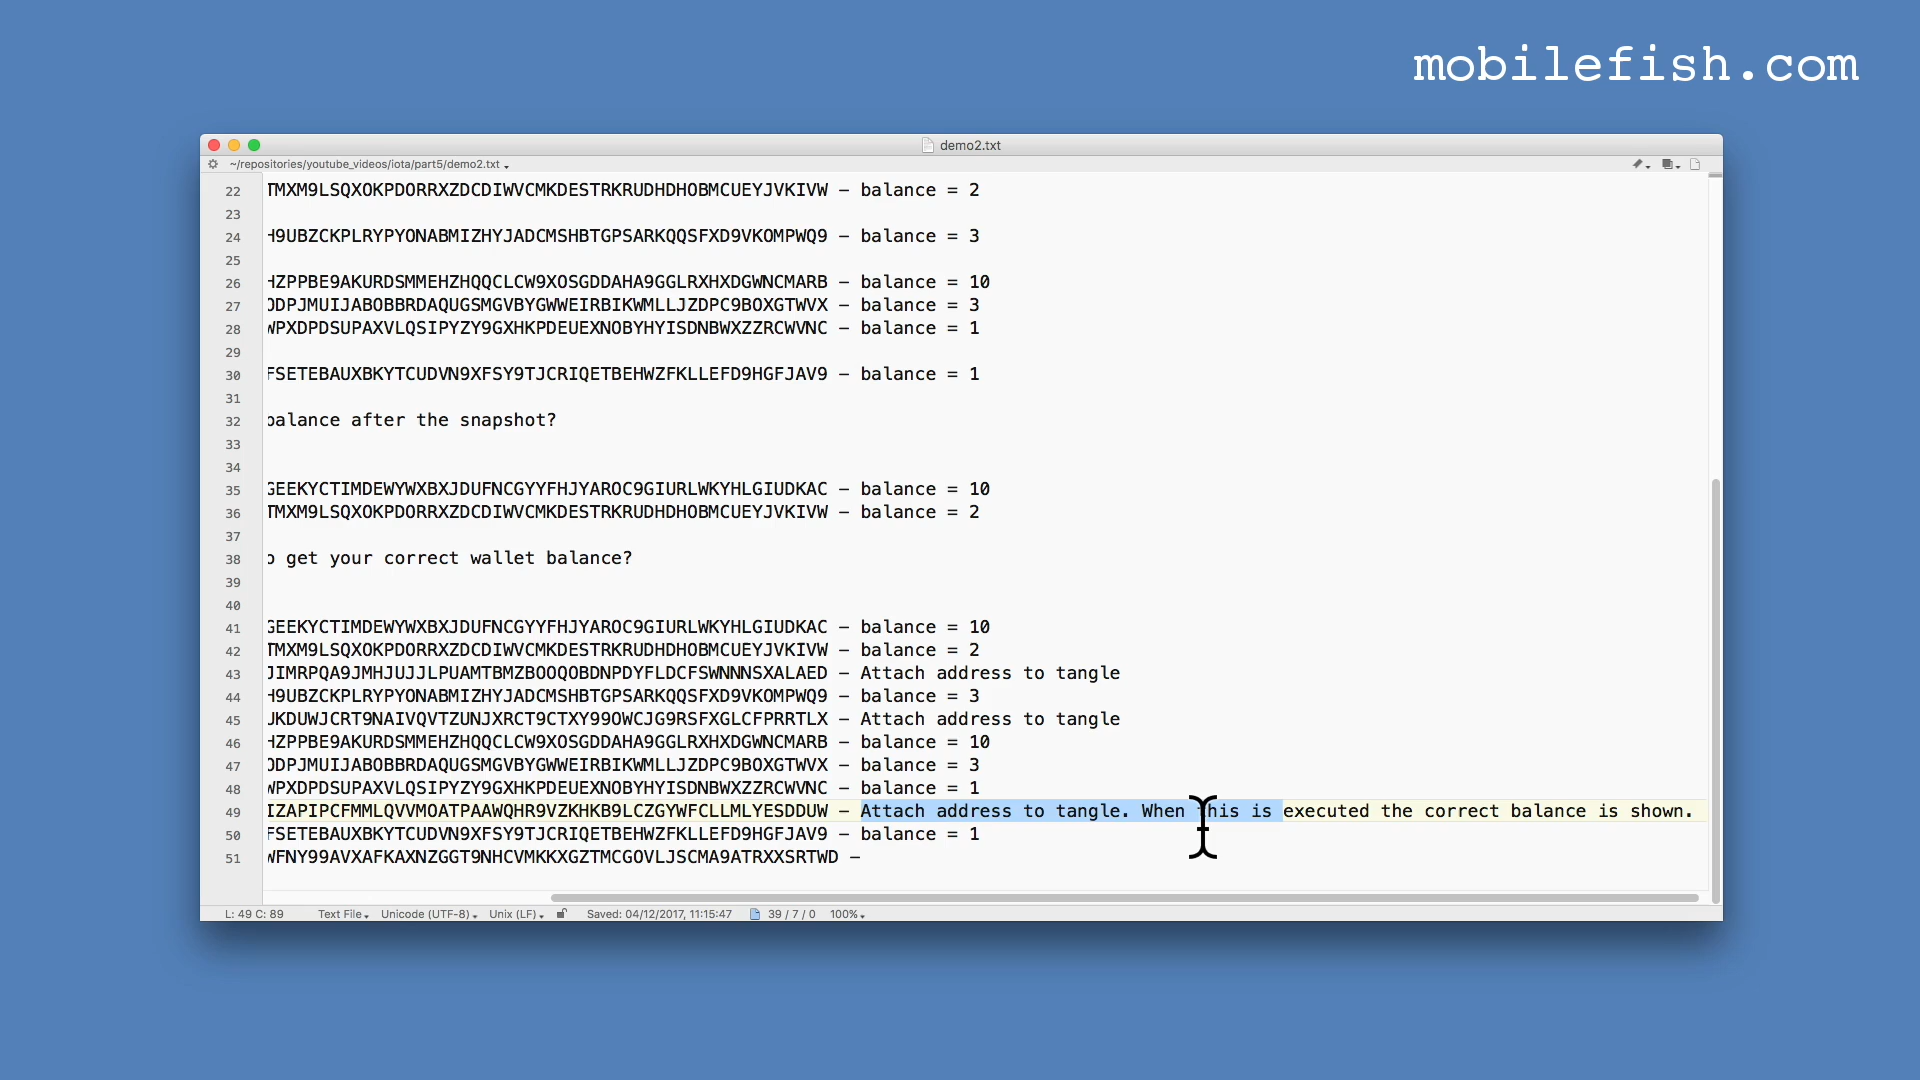 mobilefish.com
demo2.txt
~/repositories/youtube_videos/iota/part5/demo2.txt
22 TMXM9LSQXOKPDORRXZDCDIWVCMKDESTRKRUDHDHOBMCUEYJVKIVW – balance = 2
23
24 H9UBZCKPLRYPYONABMIZHYJADCMSHBTGPSARKQQSFXD9VKOMPWQ9 – balance = 3
25
26 HZPPBE9AKURDSMMEHZHQQCLCW9XOSGDDAHA9GGLRXHXDGWNCMARB – balance = 10
27 DDPJMUIJABOBBRDAQUGSMGVBYGWWEIRBIKWMLLJZDPC9BOXGTWVX – balance = 3
28 WPXDPDSUPAXVLQSIPYZY9GXHKPDEUEXNOBYHYISDNBWXZZRCWVNC – balance = 1
29
30 FSETEBAUXBKYTCUDVN9XFSY9TJCRIQETBEHWZFKLLEFD9HGFJAV9 – balance = 1
31
32 balance after the snapshot?
33
34
35 GEEKYCTIMDEWYWXBXJDUFNCGYYFHJYAROC9GIURLWKYHLGIUDKAC – balance = 10
36 TMXM9LSQXOKPDORRXZDCDIWVCMKDESTRKRUDHDHOBMCUEYJVKIVW – balance = 2
37
38 o get your correct wallet balance?
39
40
41 GEEKYCTIMDEWYWXBXJDUFNCGYYFHJYAROC9GIURLWKYHLGIUDKAC – balance = 10
42 TMXM9LSQXOKPDORRXZDCDIWVCMKDESTRKRUDHDHOBMCUEYJVKIVW – balance = 2
43 JIMRPQA9JMHJUJJLPUAMTBMZBOOQOBDNPDYFLDCFSWNNNSXALAED – Attach address to tangle
44 H9UBZCKPLRYPYONABMIZHYJADCMSHBTGPSARKQQSFXD9VKOMPWQ9 – balance = 3
45 JKDUWJCRT9NAIVQVTZUNJXRCT9CTXY99OWCJG9RSFXGLCFPRRTLX – Attach address to tangle
46 HZPPBE9AKURDSMMEHZHQQCLCW9XOSGDDAHA9GGLRXHXDGWNCMARB – balance = 10
47 DDPJMUIJABOBBRDAQUGSMGVBYGWWEIRBIKWMLLJZDPC9BOXGTWVX – balance = 3
48 WPXDPDSUPAXVLQSIPYZY9GXHKPDEUEXNOBYHYISDNBWXZZRCWVNC – balance = 1
49 IZAPIPCFMMLQVVMOATPAAWQHR9VZKHKB9LCZGYWFCLLMLYESDDUW – Attach address to tangle. When this is executed the correct balance is shown.
50 FSETEBAUXBKYTCUDVN9XFSY9TJCRIQETBEHWZFKLLEFD9HGFJAV9 – balance = 1
51 WFNY99AVXAFKAXNZGGT9NHCVMKKXGZTMCGOVLJSCMA9ATRXXSRTWD –
L: 49 C: 89 Text File Unicode (UTF-8) Unix (LF) Saved: 04/12/2017, 11:15:47 39 / 7 / 0 100%